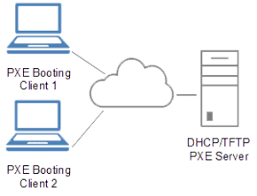 PXE Booting
Client 1
DHCP/TFTP
PXE Server
PXE Booting
Client 2